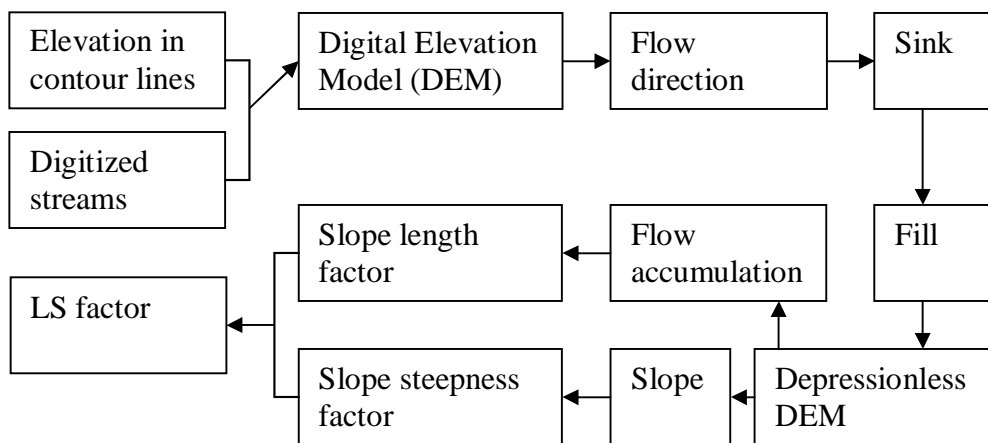 Elevation in
contour lines
Digital Elevation
Model (DEM)
Flow
direction
Sink
Digitized
streams
Slope length
factor
Flow
accumulation
Fill
LS factor
Slope steepness
factor
Slope
Depressionless
DEM